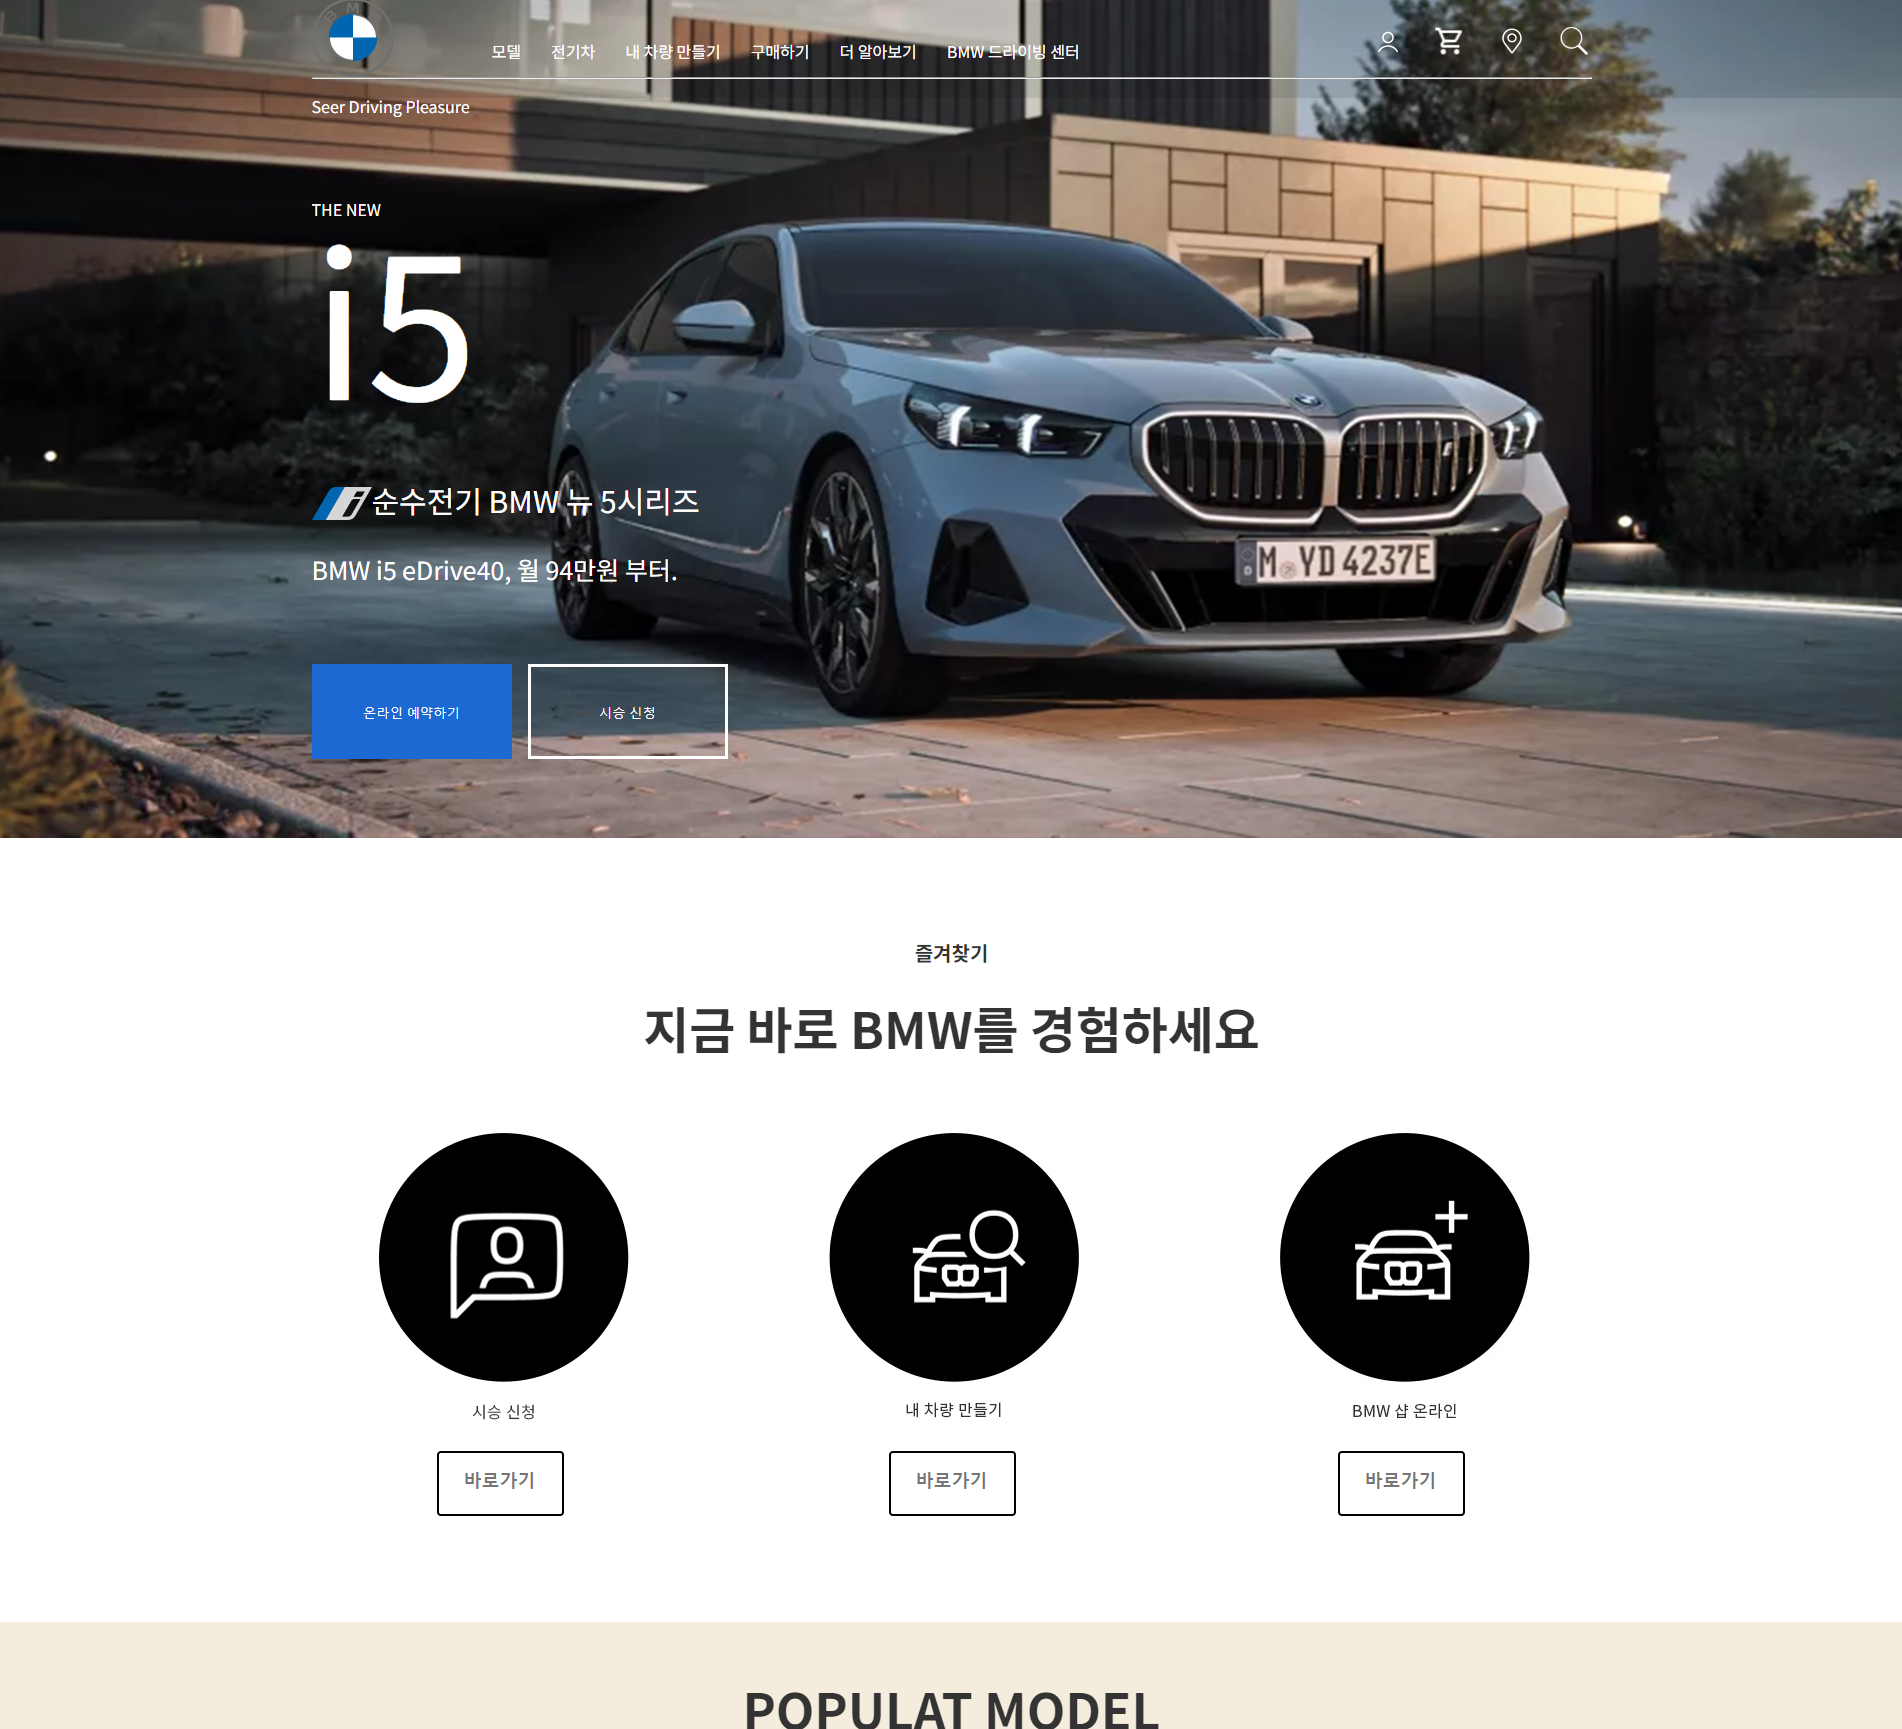 모델 전기차 내 차량 만들기 구매하기 더 알아보기 BMW 드라이빙 센터
Seer Driving Pleasure
THE NEW
i5
순수전기 BMW 뉴 5시리즈
BMW i5 eDrive40, 월 94만원 부터.
M YD 4237E
온라인 예약하기 시승 신청
즐겨찾기
지금 바로 BMW를 경험하세요
시승 신청 내 차량 만들기 BMW 샵 온라인
바로가기 바로가기 바로가기
POPULAT MODEL